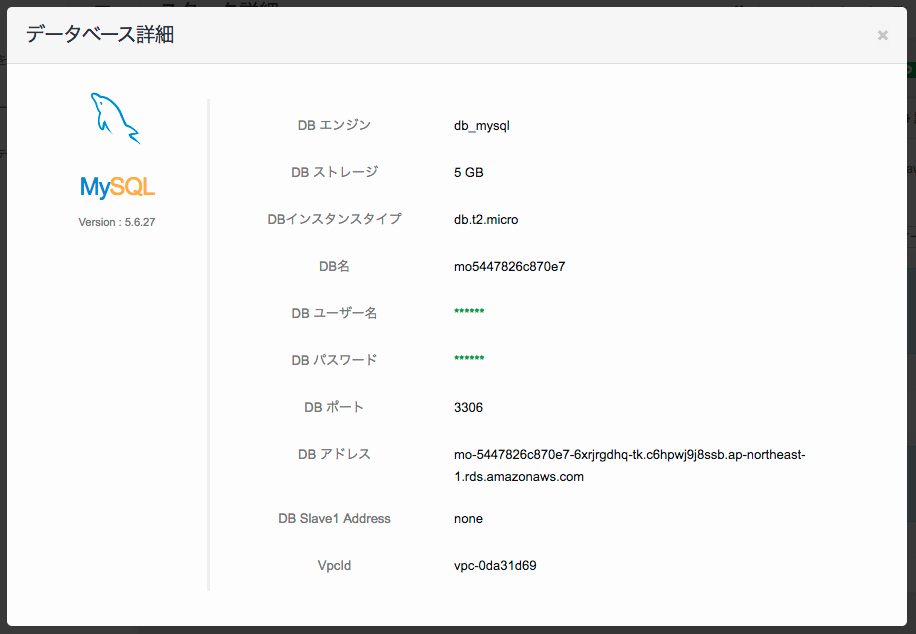 データベース詳細
×
MySQL
Version : 5.6.27
DB エンジン db_mysql
DB ストレージ 5 GB
DBインスタンスタイプ db.t2.micro
DB名 mo5447826c870e7
DB ユーザー名 ******
DB パスワード ******
DB ポート 3306
DB アドレス mo-5447826c870e7-6xrjrgdhq-tk.c6hpwj9j8ssb.ap-northeast-
1.rds.amazonaws.com
DB Slave1 Address none
VpcId vpc-0da31d69